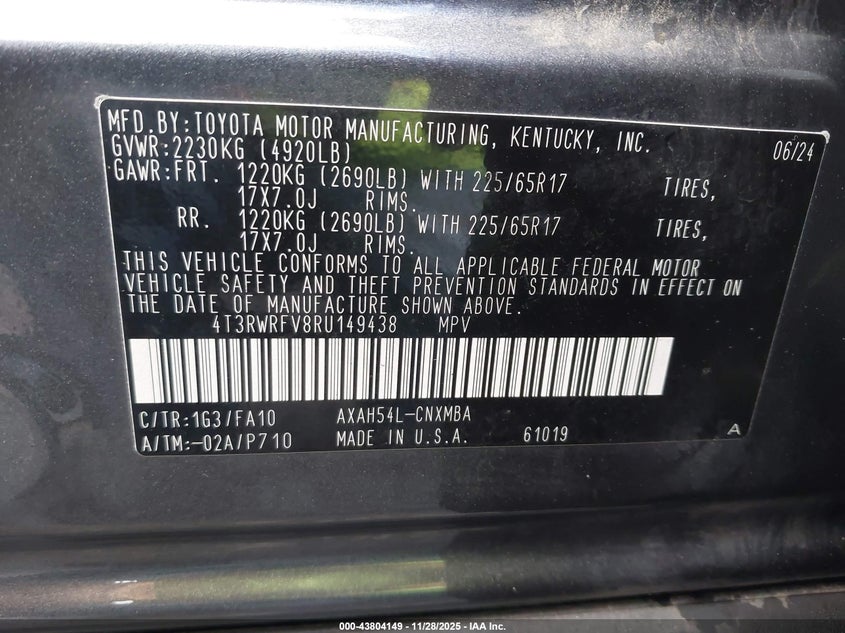 MFD.BY:TOYOTA MOTOR MANUFACTURING, KENTUCKY, INC. 06/24
GVWR:2230KG (4920LB)
GAWR:FRT. 1220KG (2690LB) WITH 225/65R17 TIRES,
17X7.0J RIMS.
RR. 1220KG (2690LB) WITH 225/65R17 TIRES,
17X7.0J RIMS.
THIS VEHICLE CONFORMS TO ALL APPLICABLE FEDERAL MOTOR
VEHICLE SAFETY AND THEFT PREVENTION STANDARDS IN EFFECT ON
THE DATE OF MANUFACTURE SHOWN ABOVE.
4T3RWRFV8RU149438 MPV
C/TR:1G3/FA10 AXAH54L-CNXMBA
A/TM:-02A/P710 MADE IN U.S.A. 61019 A
000-43804149 — 11/28/2025 - IAA Inc.